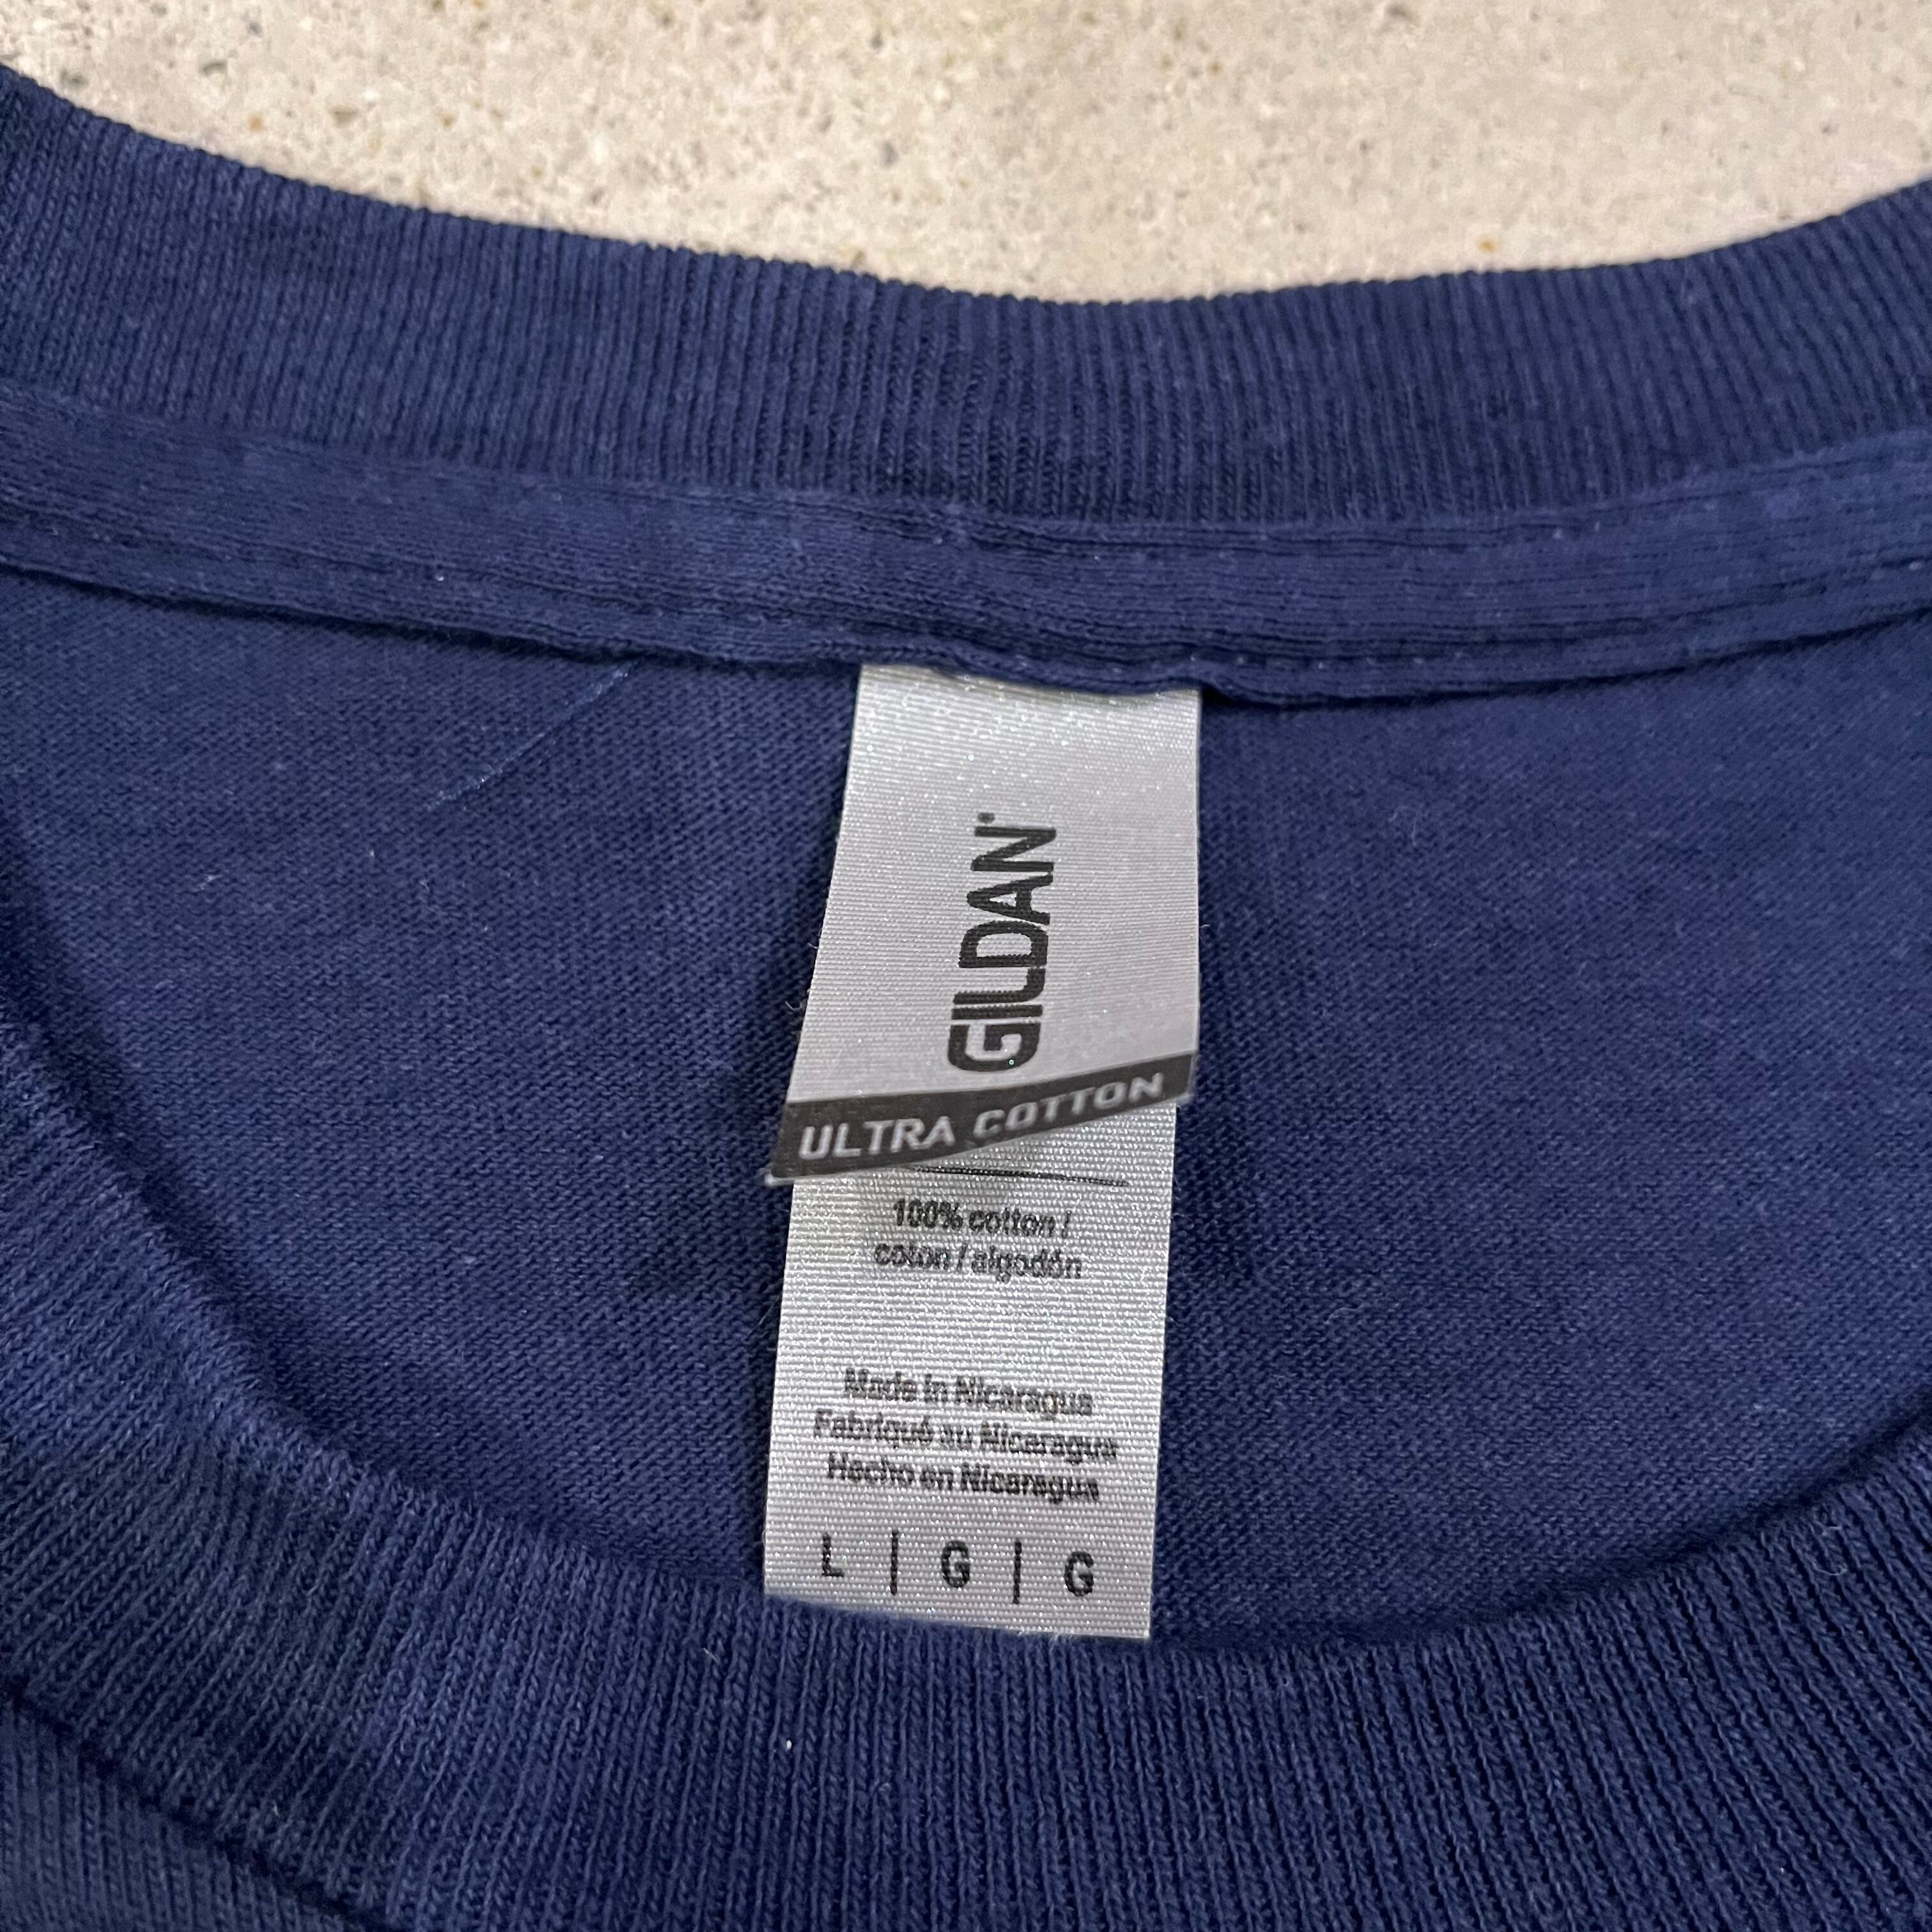 GILDAN
ULTRA COTTON
100% cotton /
coton / algodón
Made in Nicaragua
Fabriqué au Nicaragua
Hecho en Nicaragua
L | G | G